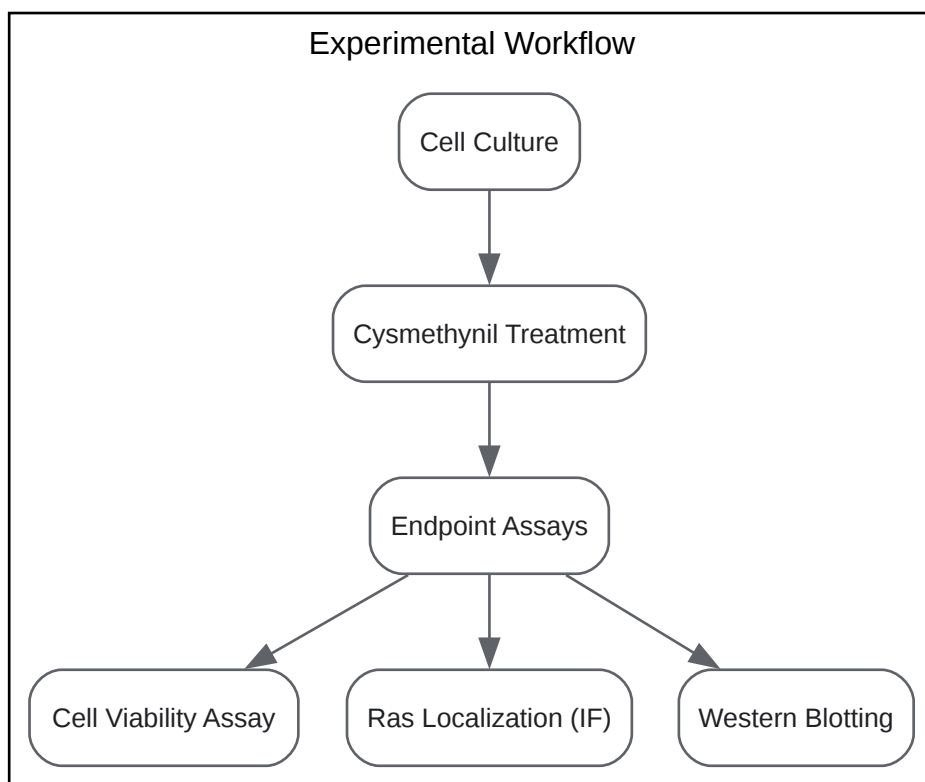 Experimental Workflow
Cell Culture
Cysmethynil Treatment
Endpoint Assays
Cell Viability Assay
Ras Localization (IF)
Western Blotting